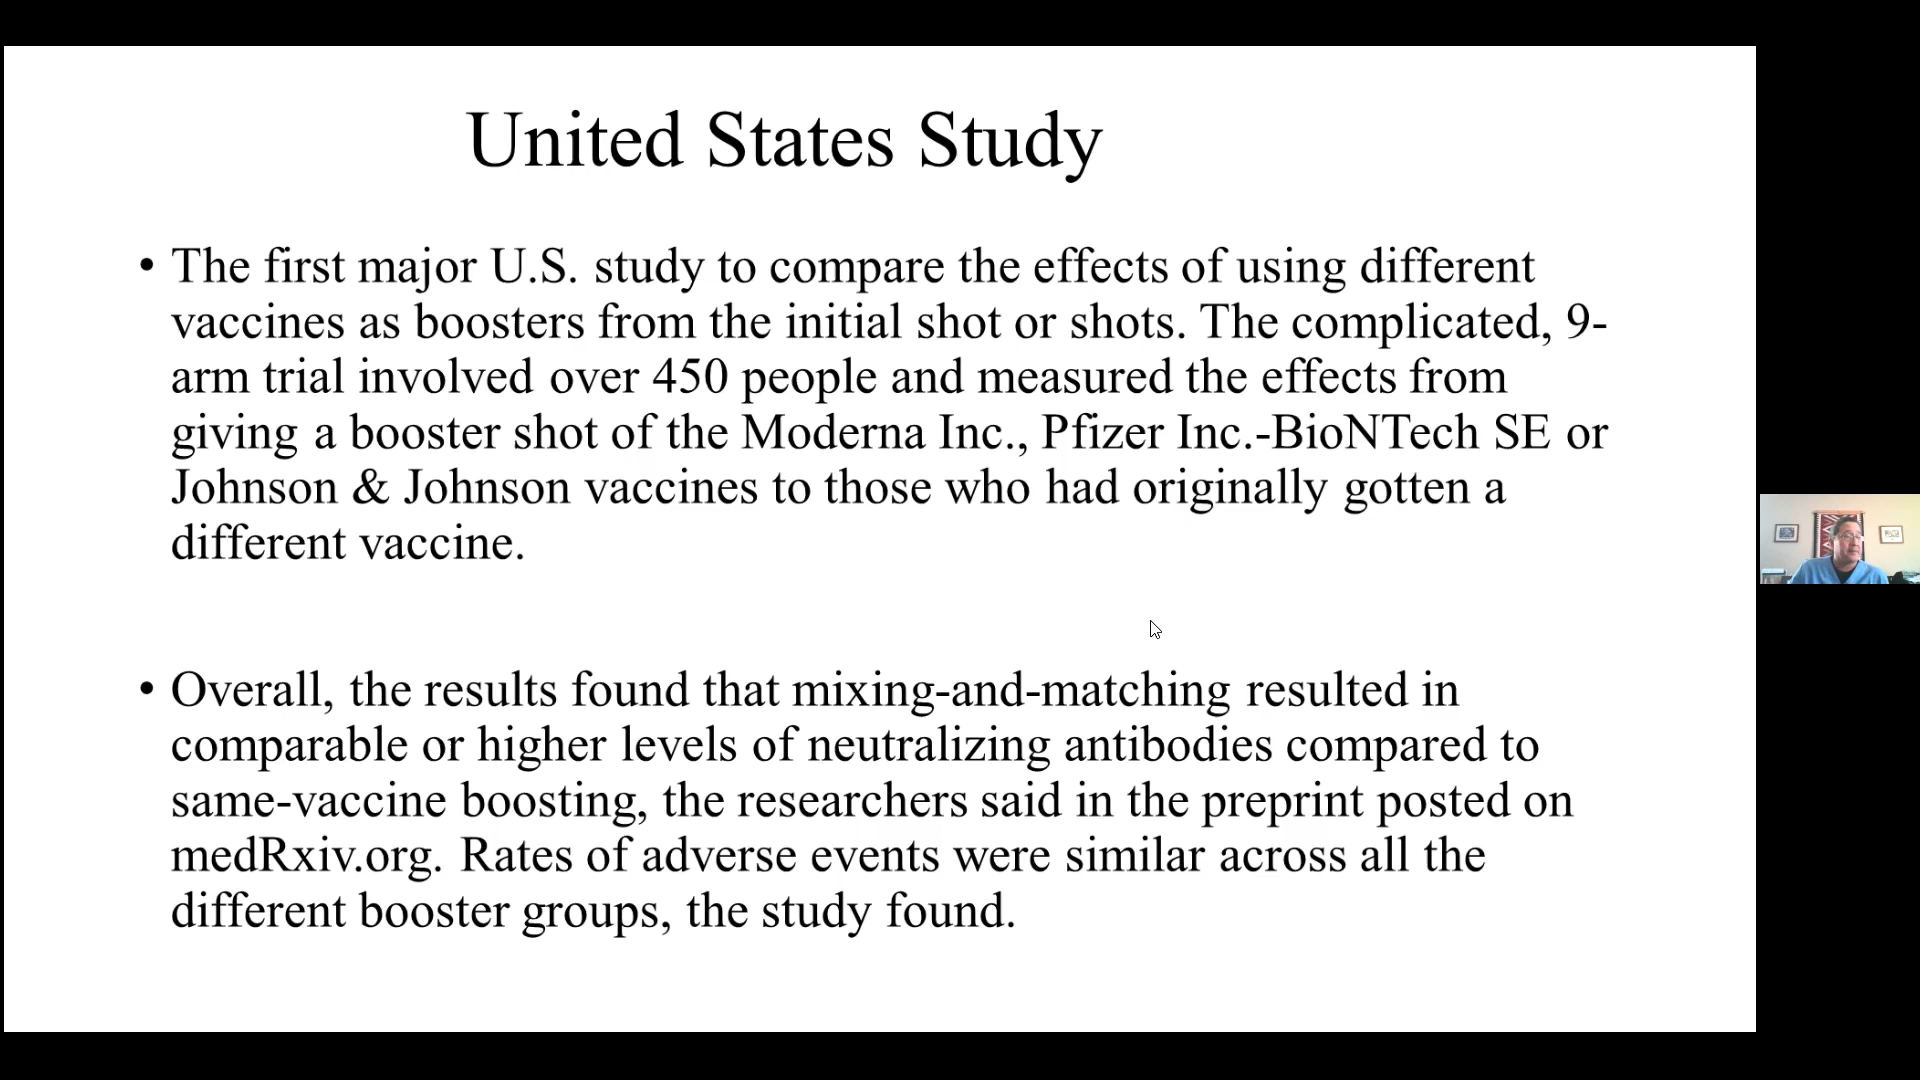 United States Study
• The first major U.S. study to compare the effects of using different
vaccines as boosters from the initial shot or shots. The complicated, 9-
arm trial involved over 450 people and measured the effects from
giving a booster shot of the Moderna Inc., Pfizer Inc.-BioNTech SE or
Johnson & Johnson vaccines to those who had originally gotten a
different vaccine.
• Overall, the results found that mixing-and-matching resulted in
comparable or higher levels of neutralizing antibodies compared to
same-vaccine boosting, the researchers said in the preprint posted on
medRxiv.org. Rates of adverse events were similar across all the
different booster groups, the study found.